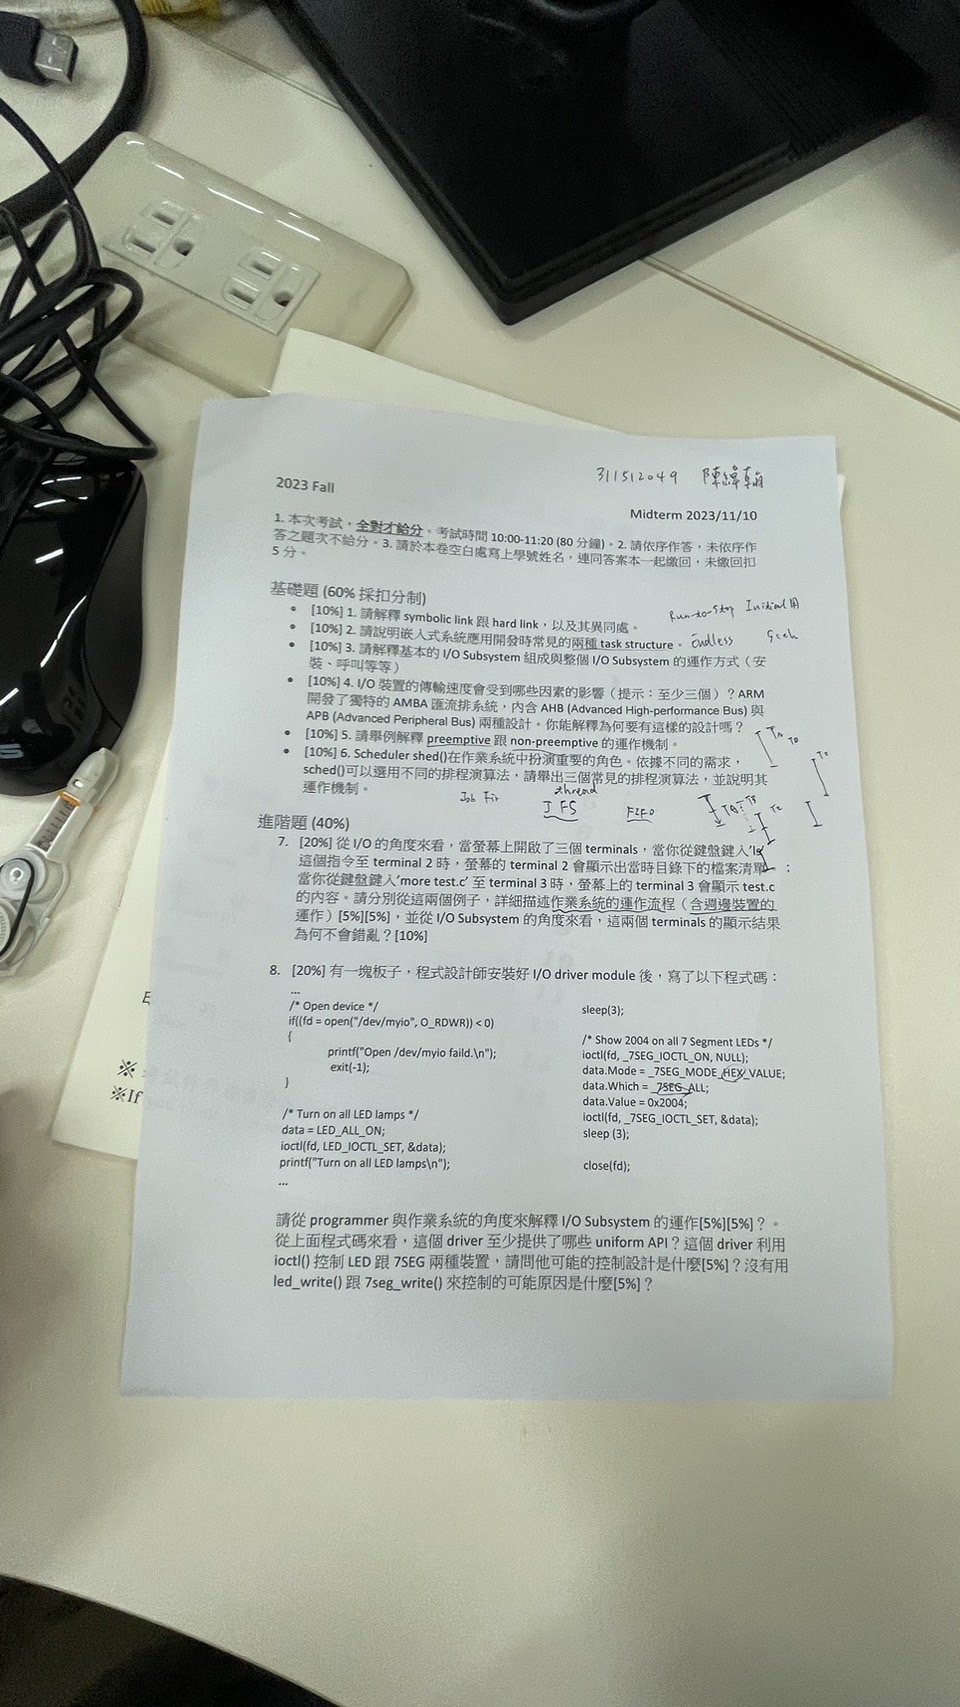 311512049 陳緯翰
2023 Fall
Midterm 2023/11/10
1. 本次考試，全對才給分。考試時間 10:00-11:20 (80 分鐘)。2. 請依序作答，未依序作
答之題次不給分。3. 請於本卷空白處寫上學號姓名，連同答案本一起繳回，未繳回扣
5 分。
基礎題 (60% 採扣分制)
• [10%] 1. 請解釋 symbolic link 跟 hard link，以及其異同處。
Run-to-Stop Initial 用
• [10%] 2. 請說明嵌入式系統應用開發時常見的兩種 task structure。
Endless
• [10%] 3. 請解釋基本的 I/O Subsystem 組成與整個 I/O Subsystem 的運作方式（安
裝、呼叫等等）
• [10%] 4. I/O 裝置的傳輸速度會受到哪些因素的影響（提示：至少三個）？ARM
開發了獨特的 AMBA 匯流排系統，內含 AHB (Advanced High-performance Bus) 與
APB (Advanced Peripheral Bus) 兩種設計。你能解釋為何要有這樣的設計嗎？
• [10%] 5. 請舉例解釋 preemptive 跟 non-preemptive 的運作機制。
• [10%] 6. Scheduler shed()在作業系統中扮演重要的角色。依據不同的需求，
sched()可以選用不同的排程演算法，請舉出三個常見的排程演算法，並說明其
運作機制。
thread
FIFO
進階題 (40%)
7. [20%] 從 I/O 的角度來看，當螢幕上開啟了三個 terminals，當你從鍵盤鍵入'ls'
這個指令至 terminal 2 時，螢幕的 terminal 2 會顯示出當時目錄下的檔案清單；
當你從鍵盤鍵入'more test.c' 至 terminal 3 時，螢幕上的 terminal 3 會顯示 test.c
的內容。請分別從這兩個例子，詳細描述作業系統的運作流程（含週邊裝置的
運作）[5%][5%]，並從 I/O Subsystem 的角度來看，這兩個 terminals 的顯示結果
為何不會錯亂？[10%]
8. [20%] 有一塊板子，程式設計師安裝好 I/O driver module 後，寫了以下程式碼：
...
/* Open device */
if((fd = open("/dev/myio", O_RDWR)) < 0)
{
printf("Open /dev/myio faild.\n");
exit(-1);
}
/* Turn on all LED lamps */
data = LED_ALL_ON;
ioctl(fd, LED_IOCTL_SET, &data);
printf("Turn on all LED lamps\n");
...
sleep(3);
/* Show 2004 on all 7 Segment LEDs */
ioctl(fd, _7SEG_IOCTL_ON, NULL);
data.Mode = _7SEG_MODE_HEX_VALUE;
data.Which = _7SEG_ALL;
data.Value = 0x2004;
ioctl(fd, _7SEG_IOCTL_SET, &data);
sleep (3);
close(fd);
請從 programmer 與作業系統的角度來解釋 I/O Subsystem 的運作[5%][5%]？。
從上面程式碼來看，這個 driver 至少提供了哪些 uniform API？這個 driver 利用
ioctl() 控制 LED 跟 7SEG 兩種裝置，請問他可能的控制設計是什麼[5%]？沒有用
led_write() 跟 7seg_write() 來控制的可能原因是什麼[5%]？
※
※If